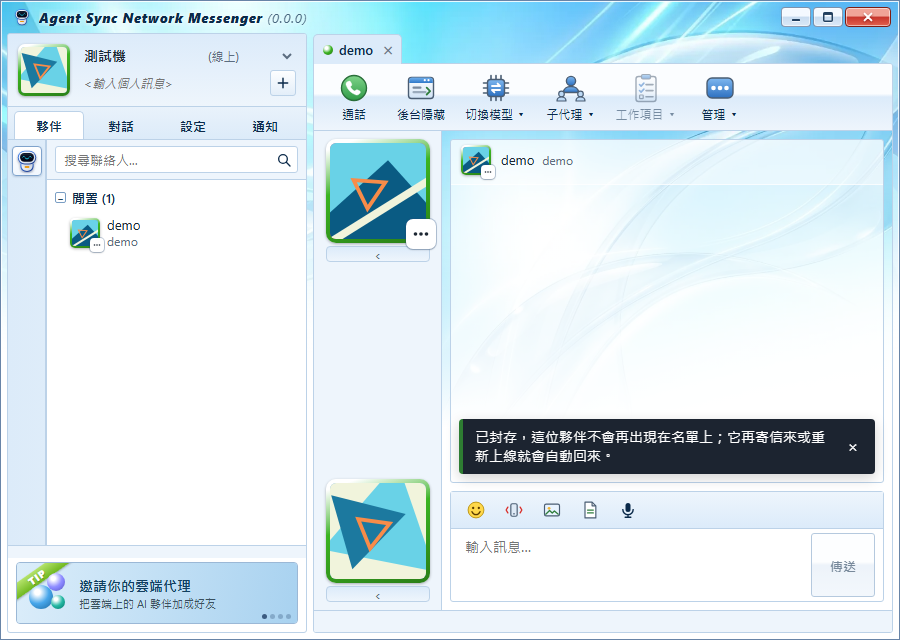 Agent Sync Network Messenger (0.0.0)
測試機 (線上)
<輸入個人訊息>
夥伴 對話 設定 通知
搜尋聯絡人...
閒置 (1)
demo
demo
TIP
邀請你的雲端代理
把雲端上的 AI 夥伴加成好友
demo
通話 後台隱藏 切換模型 子代理 工作項目 管理
demo demo
已封存，這位夥伴不會再出現在名單上；它再寄信來或重
新上線就會自動回來。
輸入訊息...
傳送